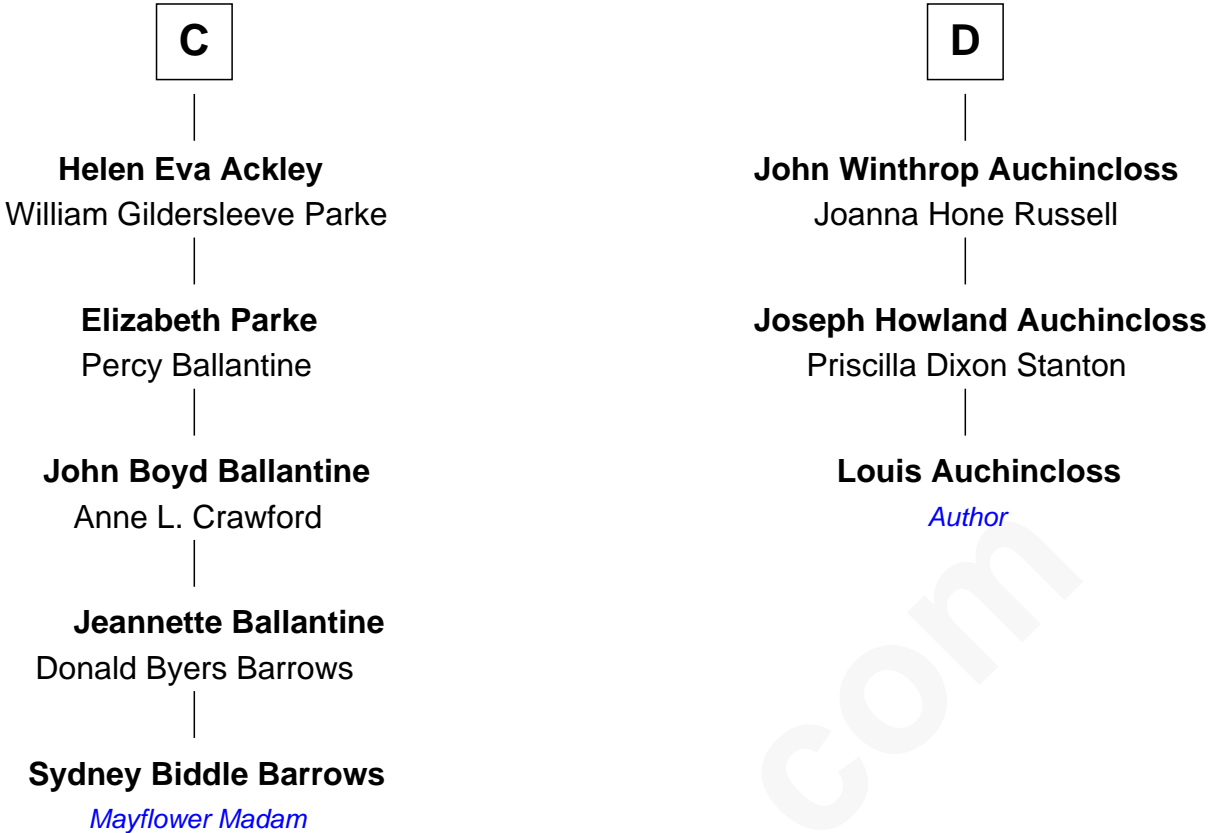 C
Helen Eva Ackley
William Gildersleeve Parke
Elizabeth Parke
Percy Ballantine
John Boyd Ballantine
Anne L. Crawford
Jeannette Ballantine
Donald Byers Barrows
Sydney Biddle Barrows
Mayflower Madam
D
John Winthrop Auchincloss
Joanna Hone Russell
Joseph Howland Auchincloss
Priscilla Dixon Stanton
Louis Auchincloss
Author
com